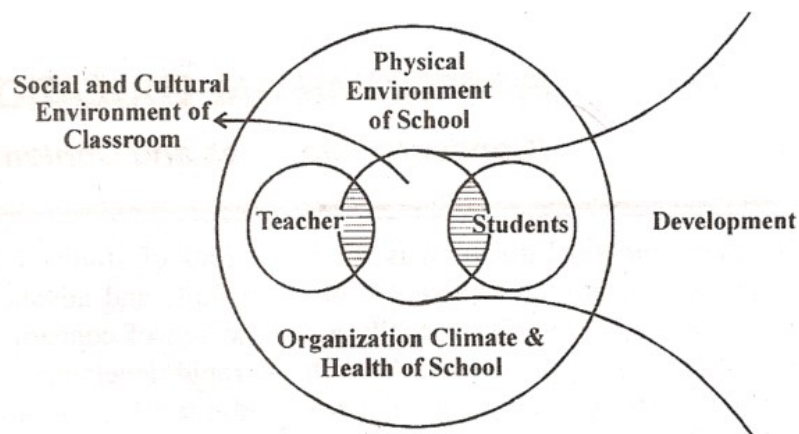 Physical
Environment
of School
Social and Cultural
Environment of
Classroom
Teacher
Students
Development
Organization Climate &
Health of School